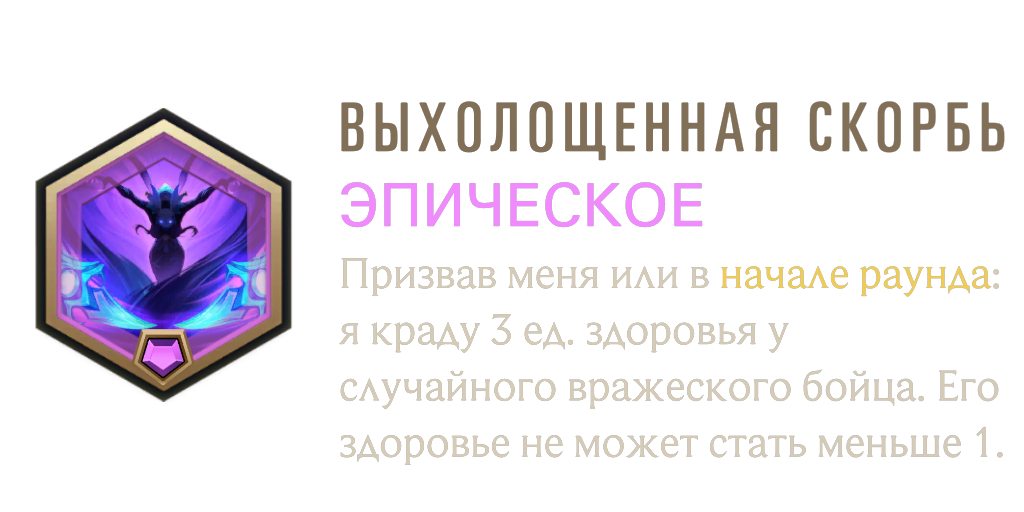 ВЫХОЛОЩЕННАЯ СКОРБЬ
ЭПИЧЕСКОЕ
Призвав меня или в начале раунда:
я краду 3 ед. здоровья у
случайного вражеского бойца. Его
здоровье не может стать меньше 1.